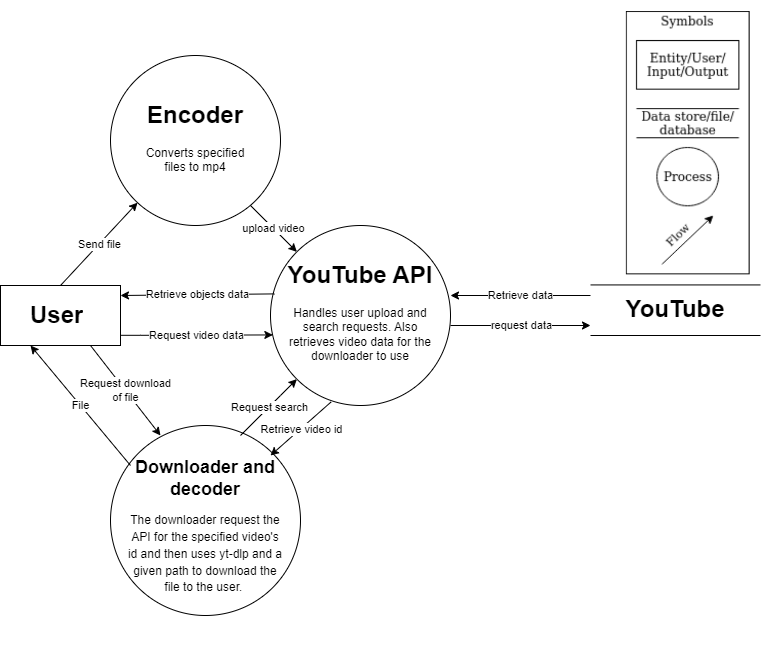 Symbols
Entity/User/
Input/Output
Data store/file/
database
Process
Flow
Encoder
Converts specified
files to mp4
Send file
upload video
YouTube API
Handles user upload and
search requests. Also
retrieves video data for the
downloader to use
Retrieve objects data
Request video data
User
Retrieve data
request data
YouTube
Request download
of file
File
Request search
Retrieve video id
Downloader and
decoder
The downloader request the
API for the specified video's
id and then uses yt-dlp and a
given path to download the
file to the user.